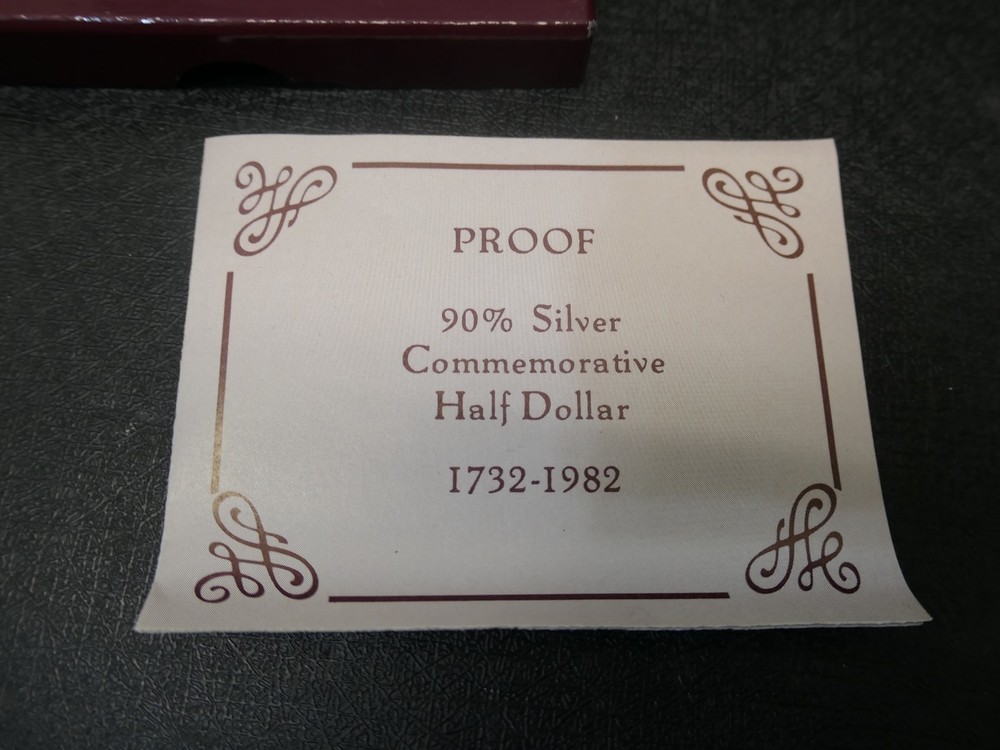 PROOF
90% Silver
Commemorative
Half Dollar
1732-1982